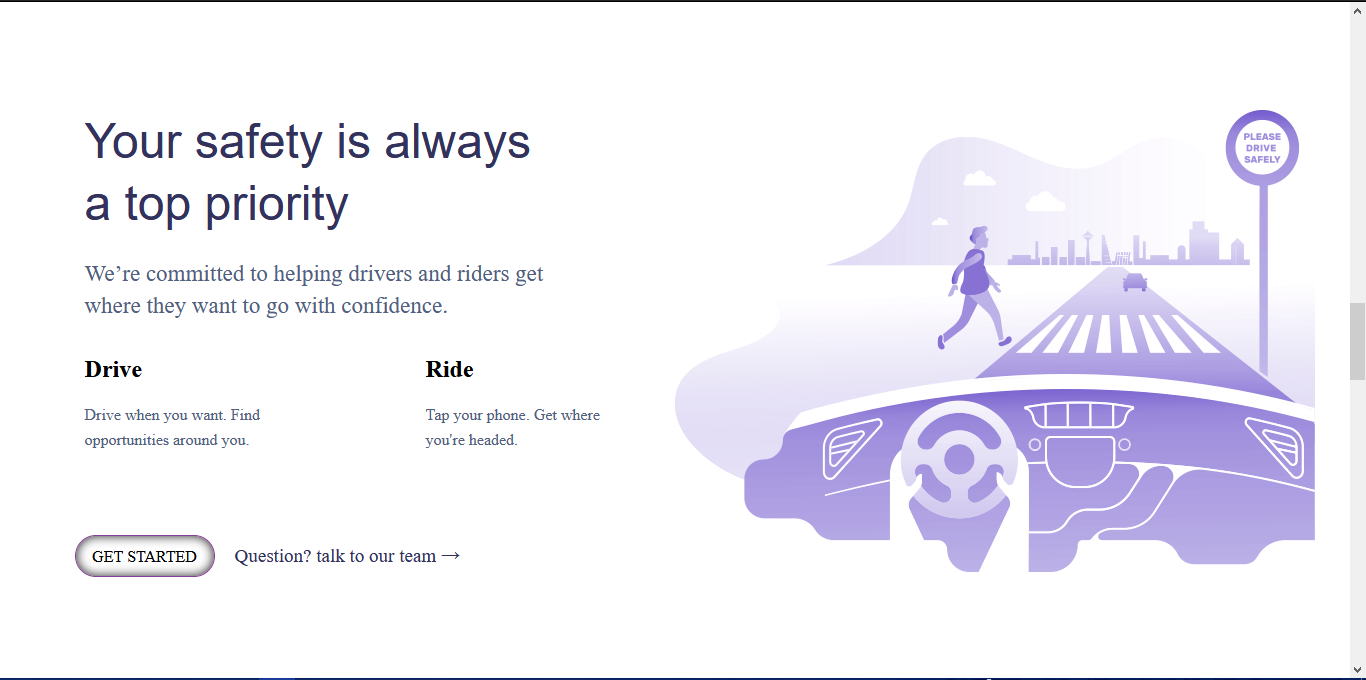 Your safety is always
a top priority
We’re committed to helping drivers and riders get
where they want to go with confidence.
Drive
Drive when you want. Find
opportunities around you.
Ride
Tap your phone. Get where
you're headed.
GET STARTED
Question? talk to our team →
PLEASE
DRIVE
SAFELY